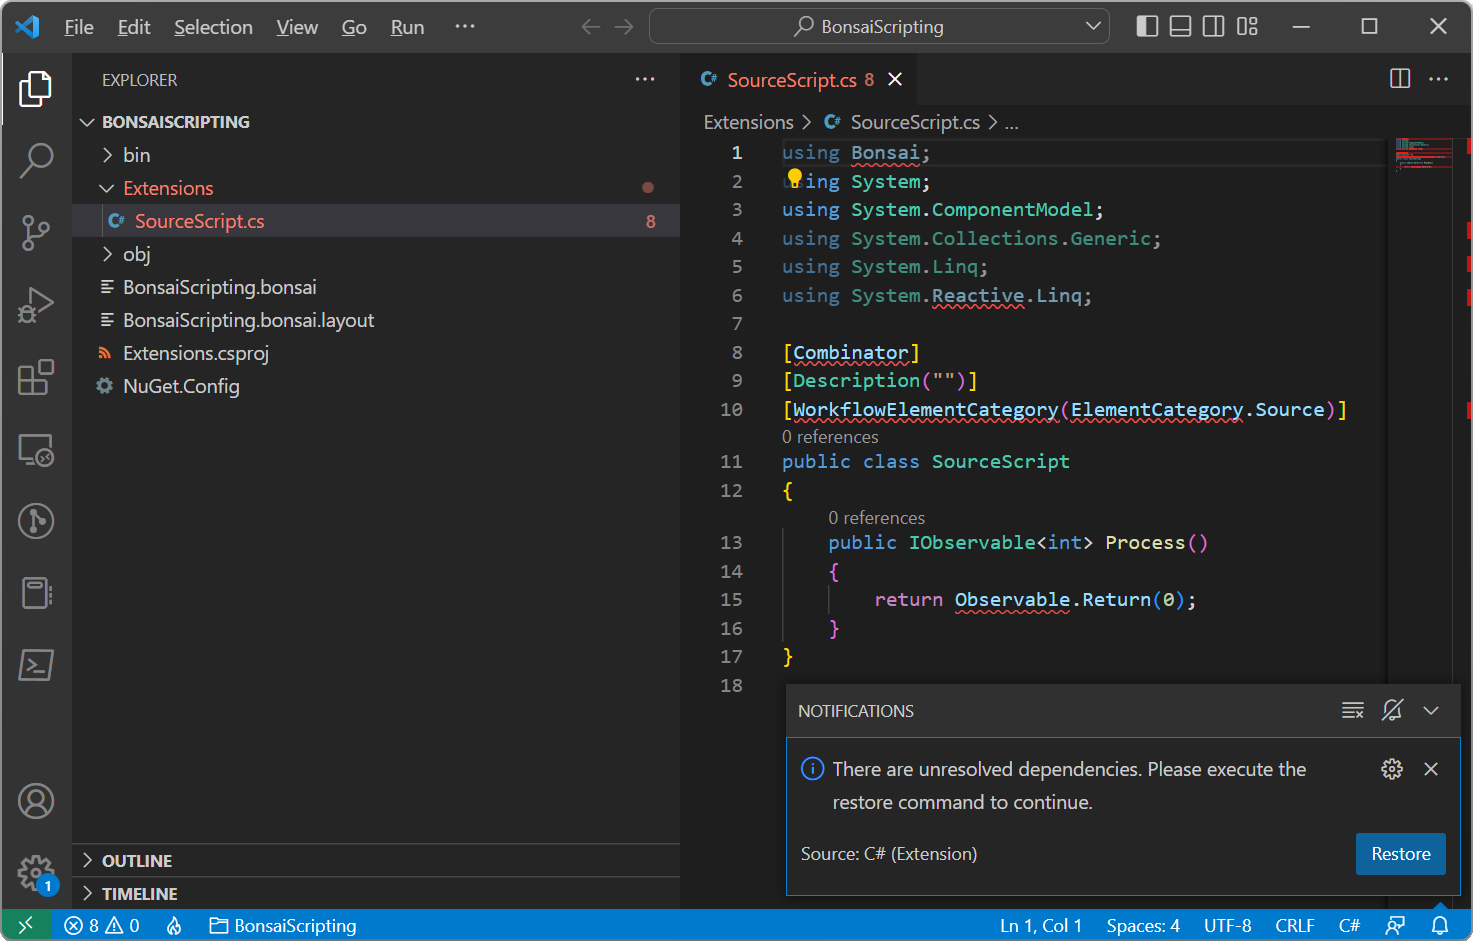 File Edit Selection View Go Run ··· BonsaiScripting
EXPLORER ···
BONSAISCRIPTING
bin
Extensions
SourceScript.cs 8
obj
BonsaiScripting.bonsai
BonsaiScripting.bonsai.layout
Extensions.csproj
NuGet.Config
OUTLINE
TIMELINE
1
C# SourceScript.cs 8
Extensions > C# SourceScript.cs > ...
1 using Bonsai;
2 using System;
3 using System.ComponentModel;
4 using System.Collections.Generic;
5 using System.Linq;
6 using System.Reactive.Linq;
7
8 [Combinator]
9 [Description("")]
10 [WorkflowElementCategory(ElementCategory.Source)]
0 references
11 public class SourceScript
12 {
0 references
13 public IObservable<int> Process()
14 {
15 return Observable.Return(0);
16 }
17 }
18
NOTIFICATIONS
There are unresolved dependencies. Please execute the
restore command to continue.
Source: C# (Extension) Restore
8 0 BonsaiScripting Ln 1, Col 1 Spaces: 4 UTF-8 CRLF C#